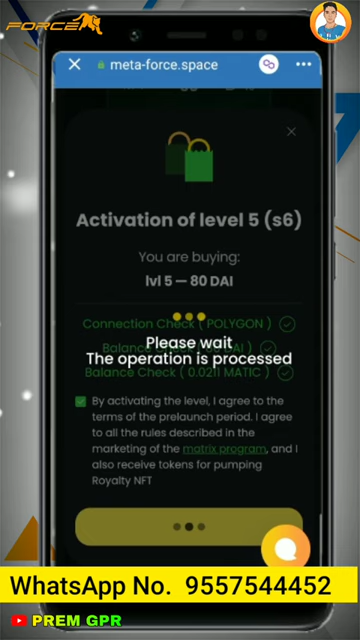 FORCE
meta-force.space
Activation of level 5 (s6)
You are buying:
lvl 5 — 80 DAI
Connection Check ( POLYGON )
Please wait
The operation is processed
Balance Check ( 0.0211 MATIC )
By activating the level, I agree to the
terms of the prelaunch period. I agree
to all the rules described in the
marketing of the matrix program, and I
also receive tokens for pumping
Royalty NFT
WhatsApp No. 9557544452
PREM GPR